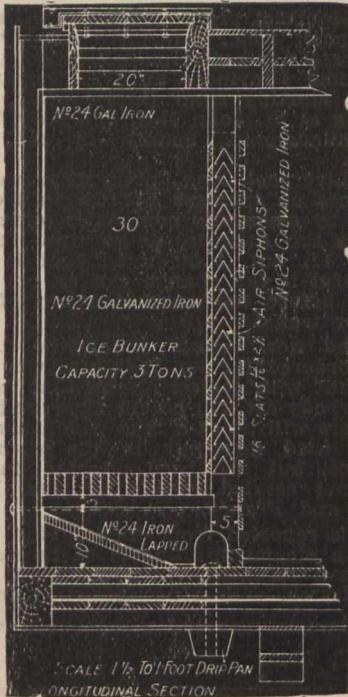 20"
Nº24 GAL IRON
30
Nº24 GALVANIZED IRON
ICE BUNKER
CAPACITY 3 TONS
AIR SIPHONS
Nº24 GALVANIZED IRON
16 SLATS
5
Nº24 IRON
LAPPED
10"
SCALE 1½ TO 1 FOOT DRIP PAN
LONGITUDINAL SECTION